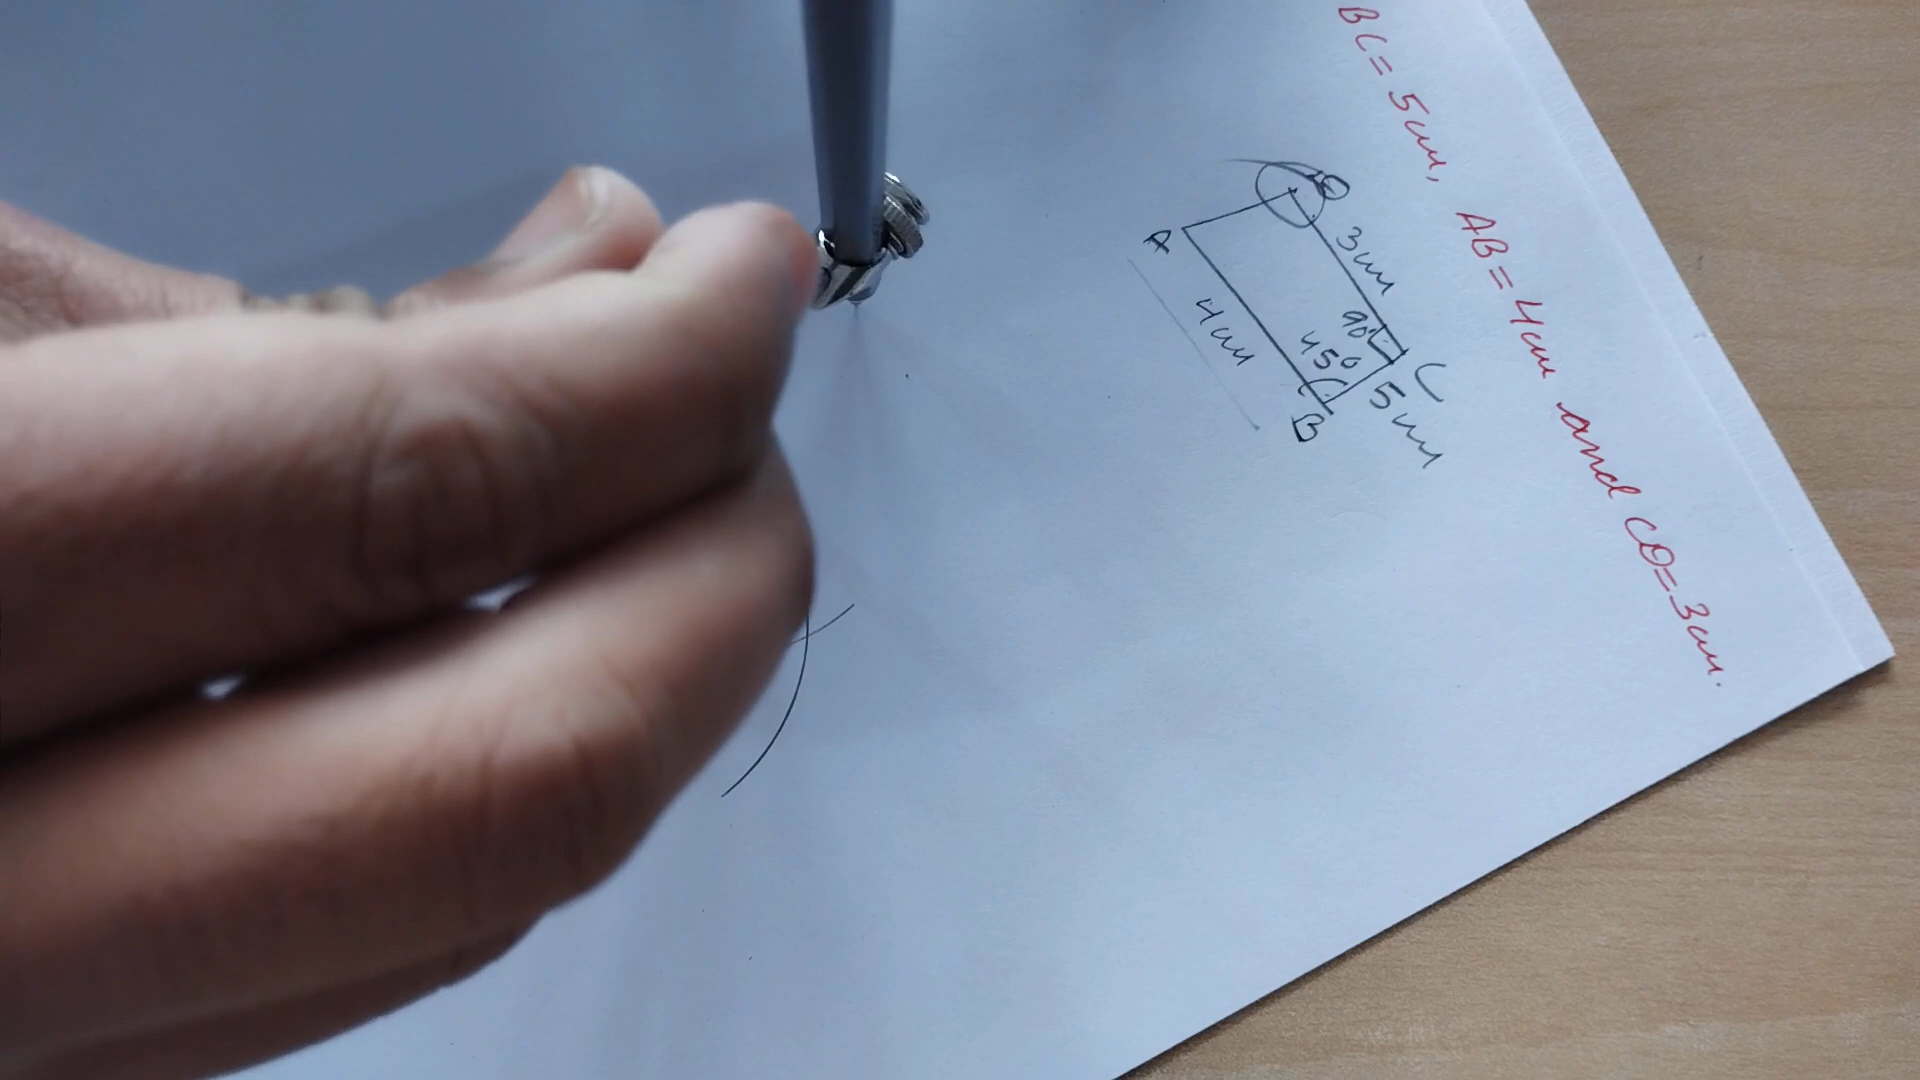 BC = 5cm, AB = 4cm and CD = 3cm.
D
3cm
A
90°
4cm
45°
C
5cm
B